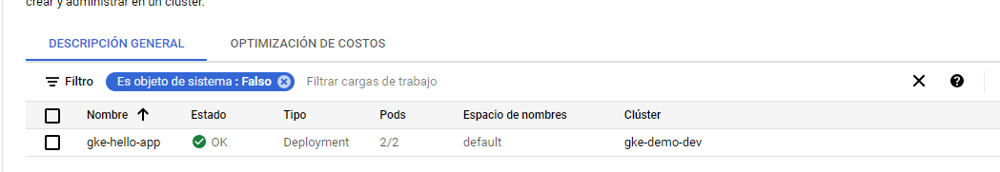 crear y administrar en un clúster.
DESCRIPCIÓN GENERAL OPTIMIZACIÓN DE COSTOS
Filtro Es objeto de sistema : Falso Filtrar cargas de trabajo
Nombre Estado Tipo Pods Espacio de nombres Clúster
gke-hello-app OK Deployment 2/2 default gke-demo-dev